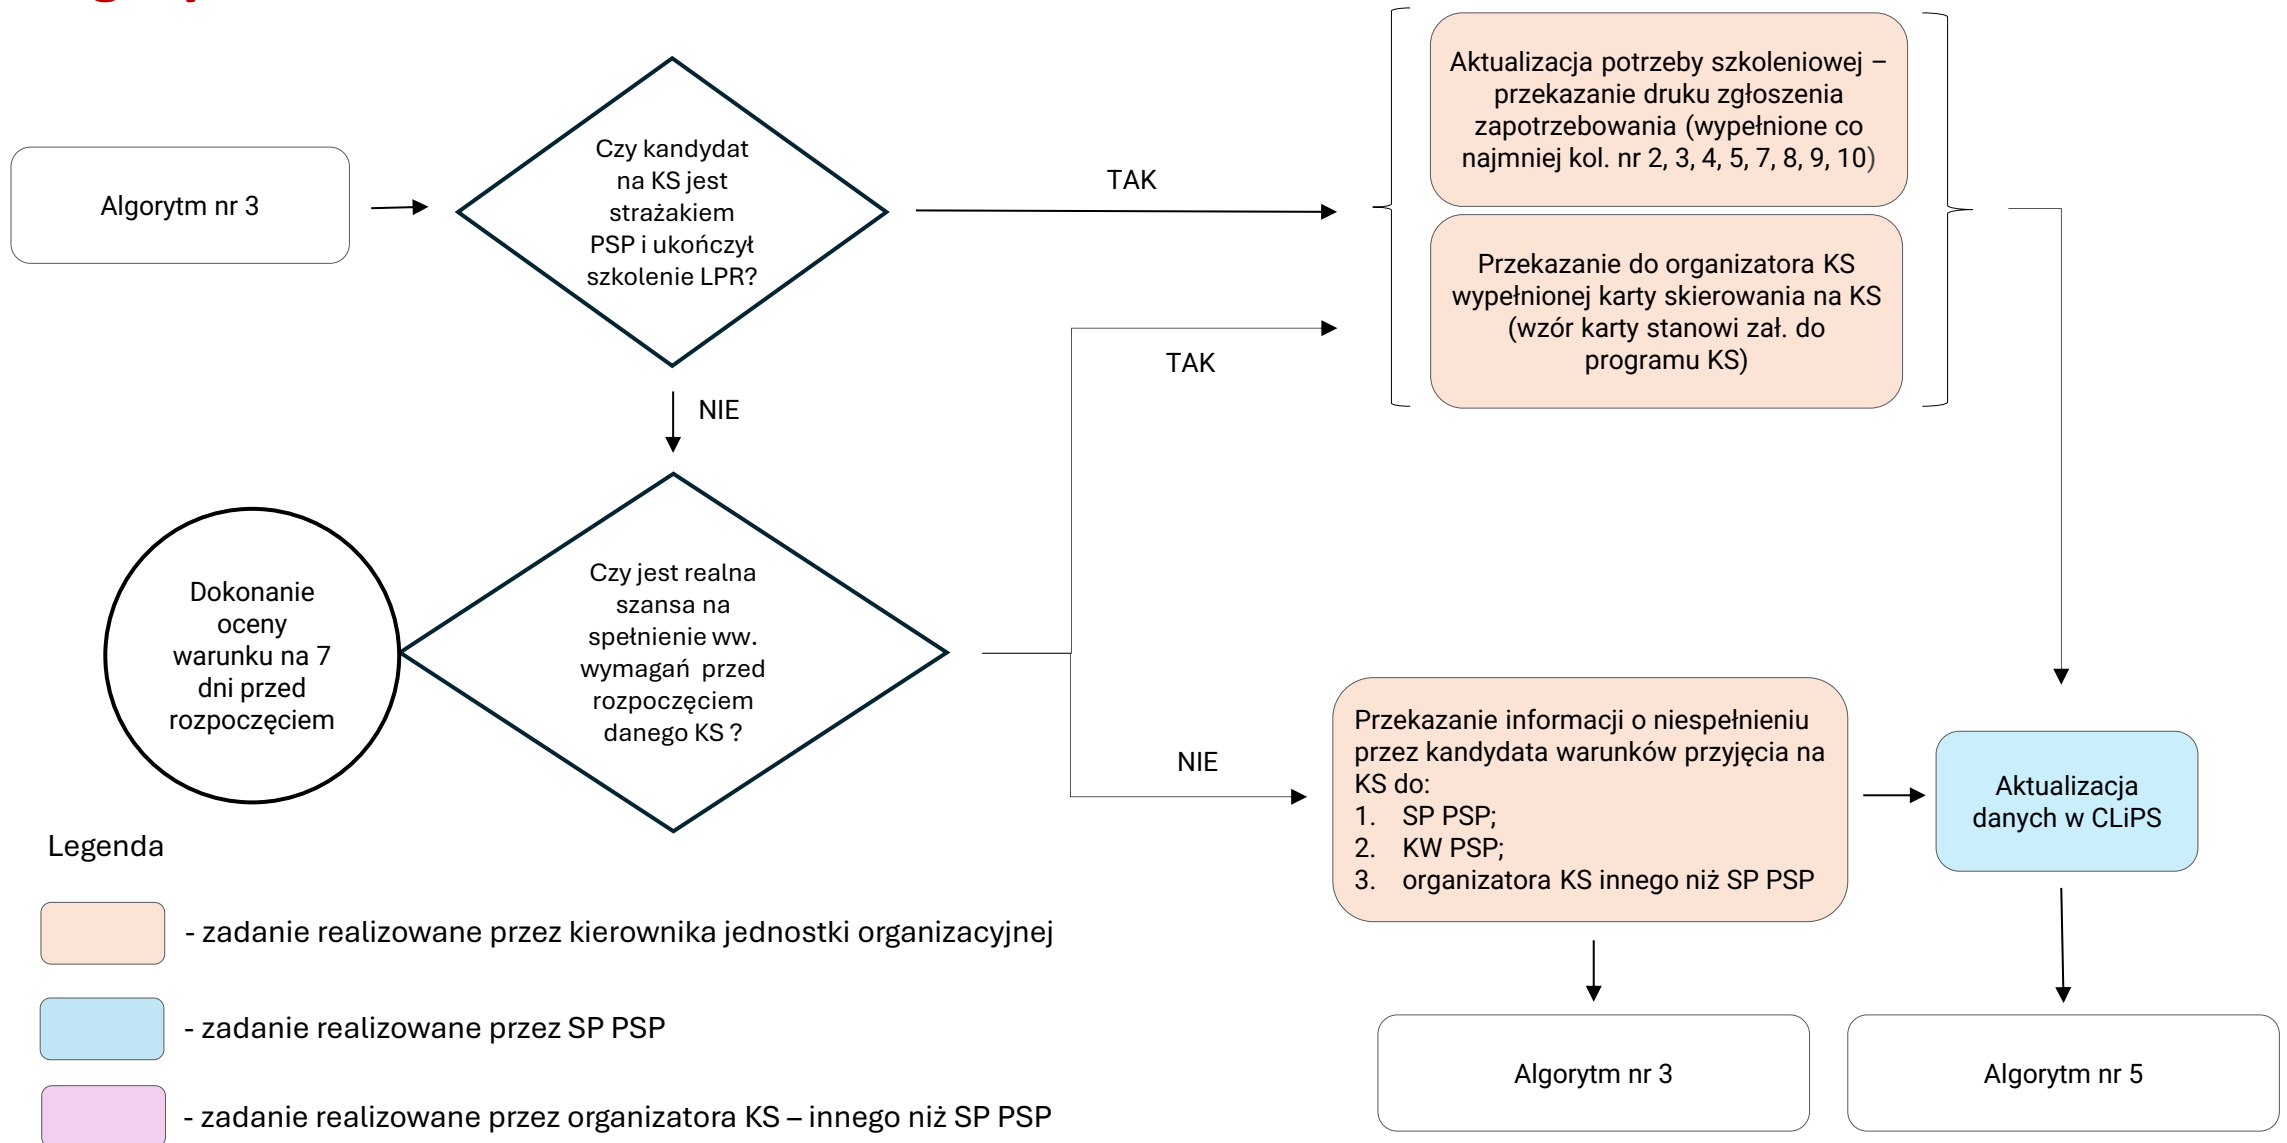 Algorytm nr 3
Czy kandydat
na KS jest
strażakiem
PSP i ukończył
szkolenie LPR?
TAK
Aktualizacja potrzeby szkoleniowej –
przekazanie druku zgłoszenia
zapotrzebowania (wypełnione co
najmniej kol. nr 2, 3, 4, 5, 7, 8, 9, 10)
Przekazanie do organizatora KS
wypełnionej karty skierowania na KS
(wzór karty stanowi zał. do
programu KS)
TAK
NIE
Dokonanie
oceny
warunku na 7
dni przed
rozpoczęciem
Czy jest realna
szansa na
spełnienie ww.
wymagań przed
rozpoczęciem
danego KS ?
NIE
Przekazanie informacji o niespełnieniu
przez kandydata warunków przyjęcia na
KS do:
1. SP PSP;
2. KW PSP;
3. organizatora KS innego niż SP PSP
Aktualizacja
danych w CLiPS
Algorytm nr 3
Algorytm nr 5
Legenda
- zadanie realizowane przez kierownika jednostki organizacyjnej
- zadanie realizowane przez SP PSP
- zadanie realizowane przez organizatora KS – innego niż SP PSP